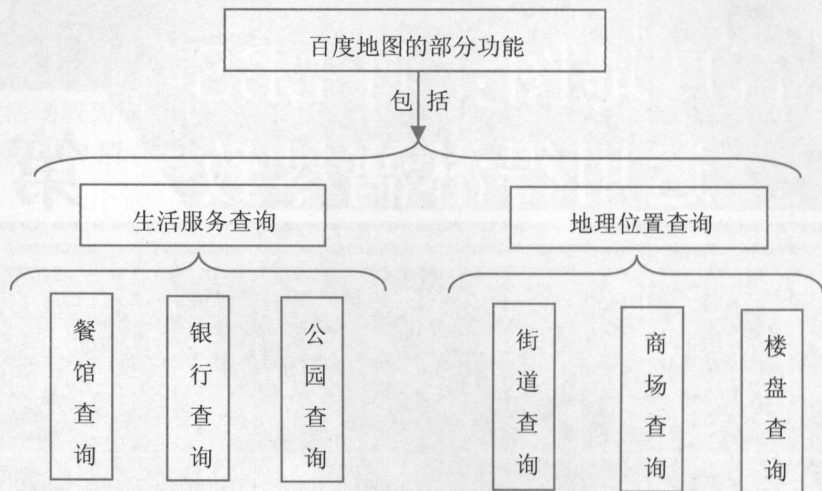 百度地图的部分功能
包括
生活服务查询
地理位置查询
餐馆查询
银行查询
公园查询
街道查询
商场查询
楼盘查询